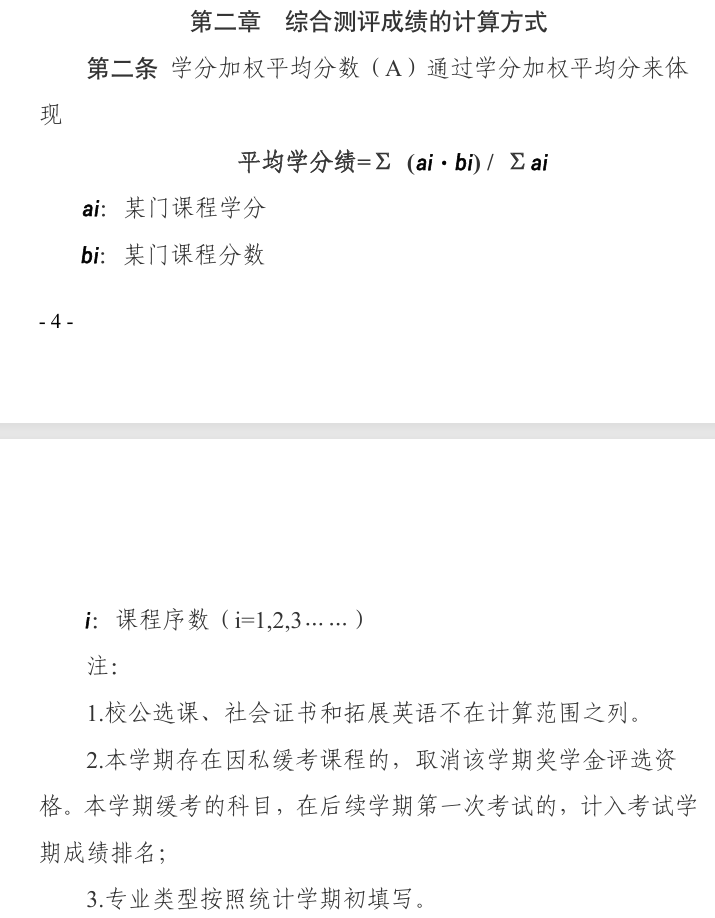 第二章 综合测评成绩的计算方式
第二条 学分加权平均分数（A）通过学分加权平均分来体
现
平均学分绩=Σ (ai·bi) / Σai
ai: 某门课程学分
bi: 某门课程分数
- 4 -
i: 课程序数（i=1,2,3……）
注：
1.校公选课、社会证书和拓展英语不在计算范围之列。
2.本学期存在因私缓考课程的，取消该学期奖学金评选资
格。本学期缓考的科目，在后续学期第一次考试的，计入考试学
期成绩排名；
3.专业类型按照统计学期初填写。